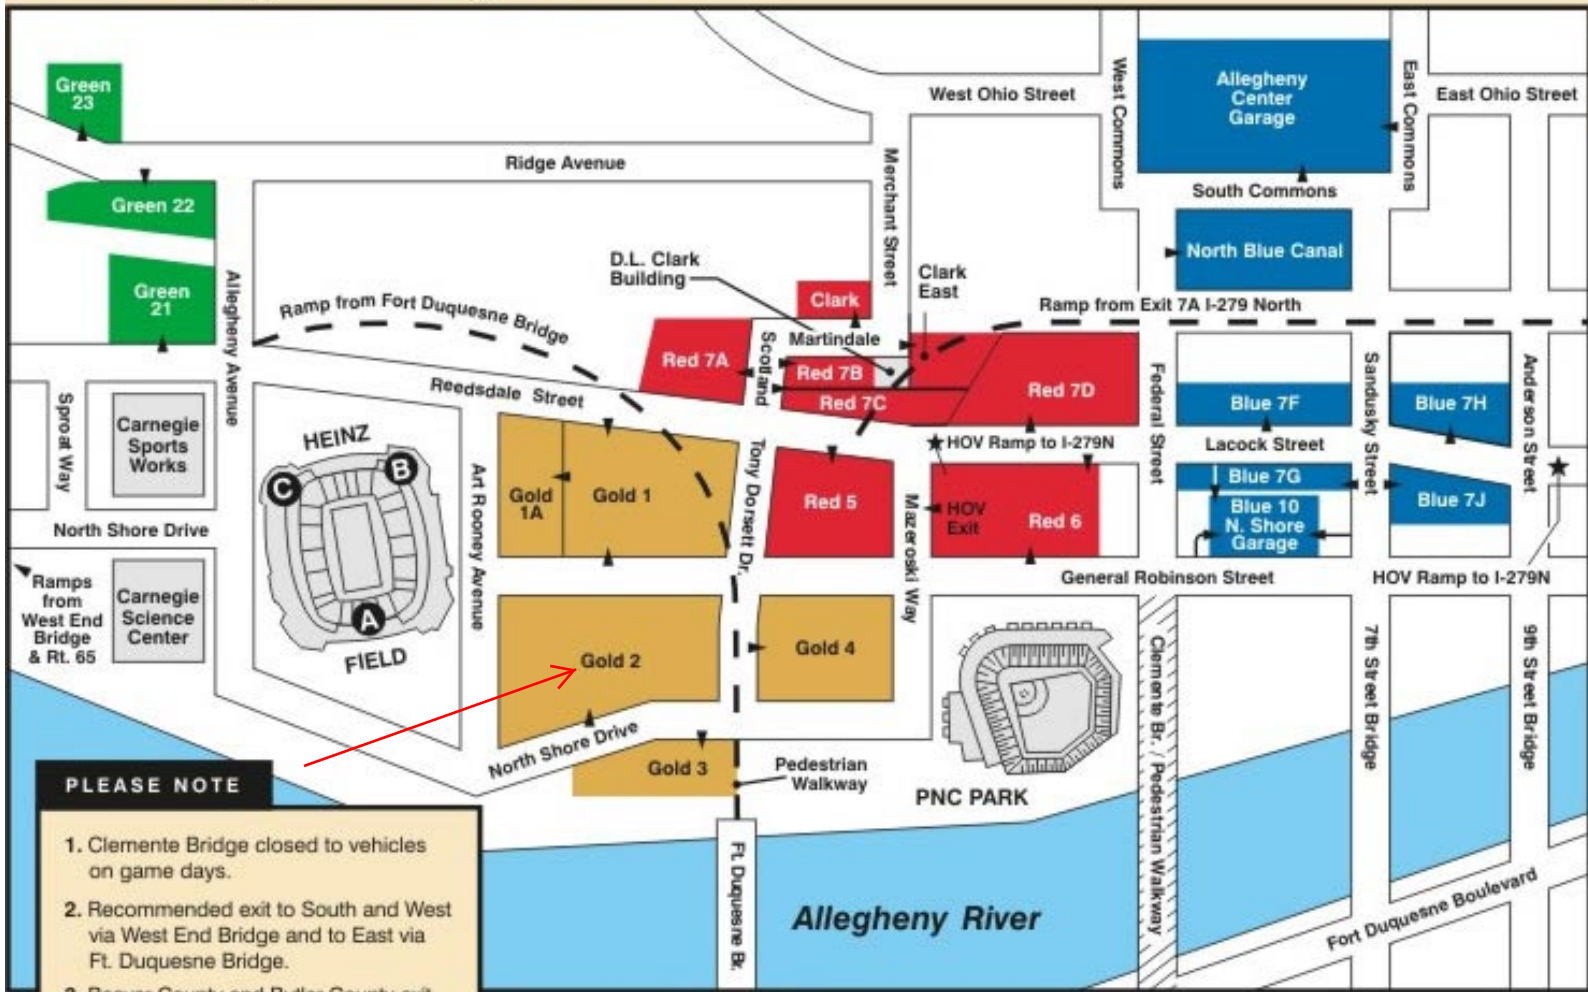 Green
23
Green 22
Green
21
Ridge Avenue
West Ohio Street
West Commons
Allegheny
Center
Garage
East Commons
East Ohio Street
South Commons
North Blue Canal
Merchant Street
D.L. Clark
Building
Clark
East
Clark
Ramp from Fort Duquesne Bridge
Ramp from Exit 7A I-279 North
Allegheny Avenue
Martindale
Scotland
Red 7A
Red 7B
Red 7C
Red 7D
Reedsdale Street
Federal Street
Blue 7F
Sandusky Street
Blue 7H
Anderson Street
Sproat Way
Carnegie
Sports
Works
HEINZ
B
C
A
FIELD
Art Rooney Avenue
Gold
1A
Gold 1
Tony Dorsett Dr.
Red 5
Mazeroski Way
HOV Ramp to I-279N
HOV
Exit
Red 6
Lacock Street
Blue 7G
Blue 10
N. Shore
Garage
Blue 7J
North Shore Drive
General Robinson Street
HOV Ramp to I-279N
Ramps
from
West End
Bridge
& Rt. 65
Carnegie
Science
Center
Gold 2
Gold 4
North Shore Drive
Gold 3
Pedestrian
Walkway
PNC PARK
Clemente Br. / Pedestrian Walkway
7th Street Bridge
9th Street Bridge
Ft. Duquesne Br.
Allegheny River
Fort Duquesne Boulevard
PLEASE NOTE
1. Clemente Bridge closed to vehicles
on game days.
2. Recommended exit to South and West
via West End Bridge and to East via
Ft. Duquesne Bridge.